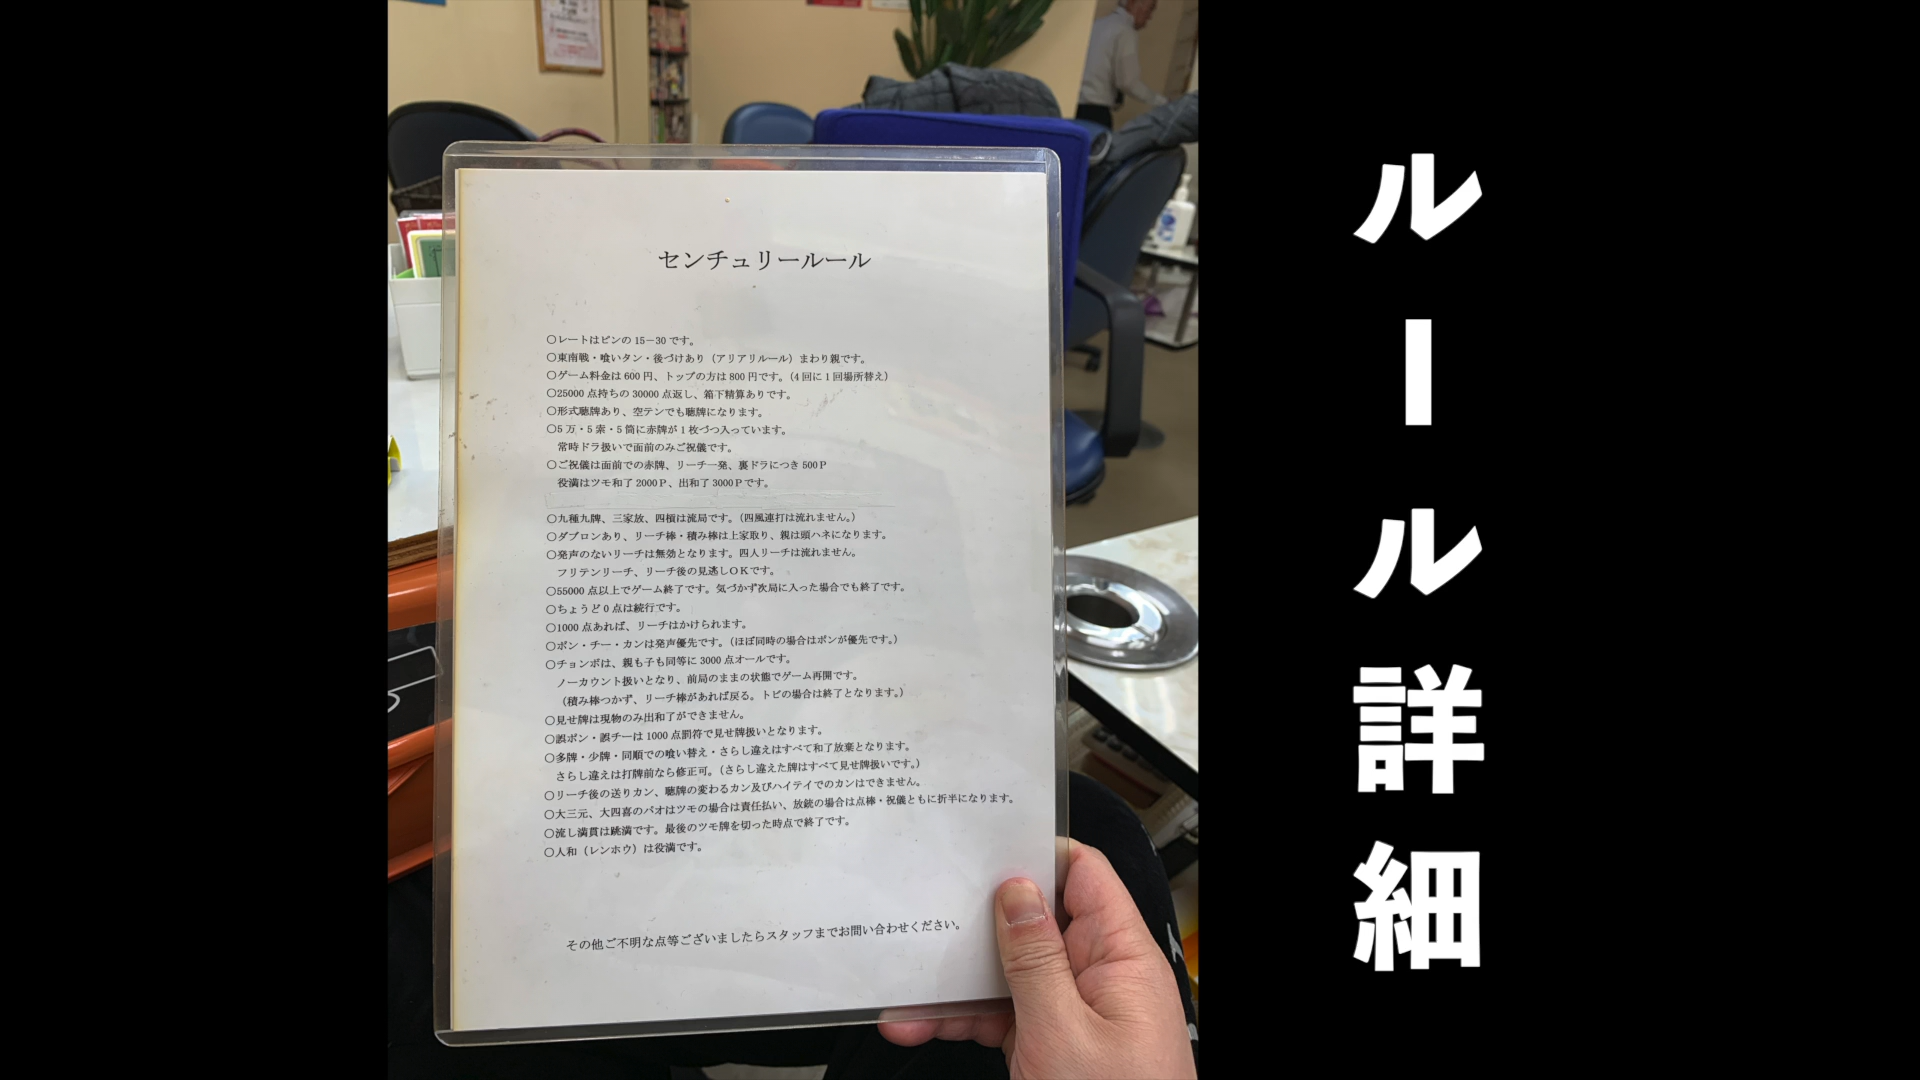 センチュリールール
○レートはピンの15－30です。
○東南戦・喰いタン・後づけあり（アリアリルール）まわり親です。
○ゲーム料金は600円、トップの方は800円です。（4回に1回場所替え）
○25000点持ちの30000点返し、箱下精算ありです。
○形式聴牌あり、空テンでも聴牌になります。
○5万・5索・5筒に赤牌が1枚づつ入っています。
常時ドラ扱いで面前のみご祝儀です。
○ご祝儀は面前での赤牌、リーチ一発、裏ドラにつき500P
役満はツモ和了2000P、出和了3000Pです。
○九種九牌、三家放、四槓は流局です。（四風連打は流れません。）
○ダブロンあり、リーチ棒・積み棒は上家取り、親は頭ハネになります。
○発声のないリーチは無効となります。四人リーチは流れません。
フリテンリーチ、リーチ後の見逃しOKです。
○55000点以上でゲーム終了です。気づかず次局に入った場合でも終了です。
○ちょうど0点は続行です。
○1000点あれば、リーチはかけられます。
○ポン・チー・カンは発声優先です。（ほぼ同時の場合はポンが優先です。）
○チョンボは、親も子も同等に3000点オールです。
ノーカウント扱いとなり、前局のままの状態でゲーム再開です。
（積み棒つかず、リーチ棒があれば戻る。トビの場合は終了となります。）
○見せ牌は現物のみ出和了ができません。
○誤ポン・誤チーは1000点罰符で見せ牌扱いとなります。
○多牌・少牌・同順での喰い替え・さらし違えはすべて和了放棄となります。
さらし違えは打牌前なら修正可。（さらし違えた牌はすべて見せ牌扱いです。）
○リーチ後の送りカン、聴牌の変わるカン及びハイテイでのカンはできません。
○大三元、大四喜のパオはツモの場合は責任払い、放銃の場合は点棒・祝儀ともに折半になります。
○流し満貫は跳満です。最後のツモ牌を切った時点で終了です。
○人和（レンホウ）は役満です。
その他ご不明な点等ございましたらスタッフまでお問い合わせください。
ルール詳細